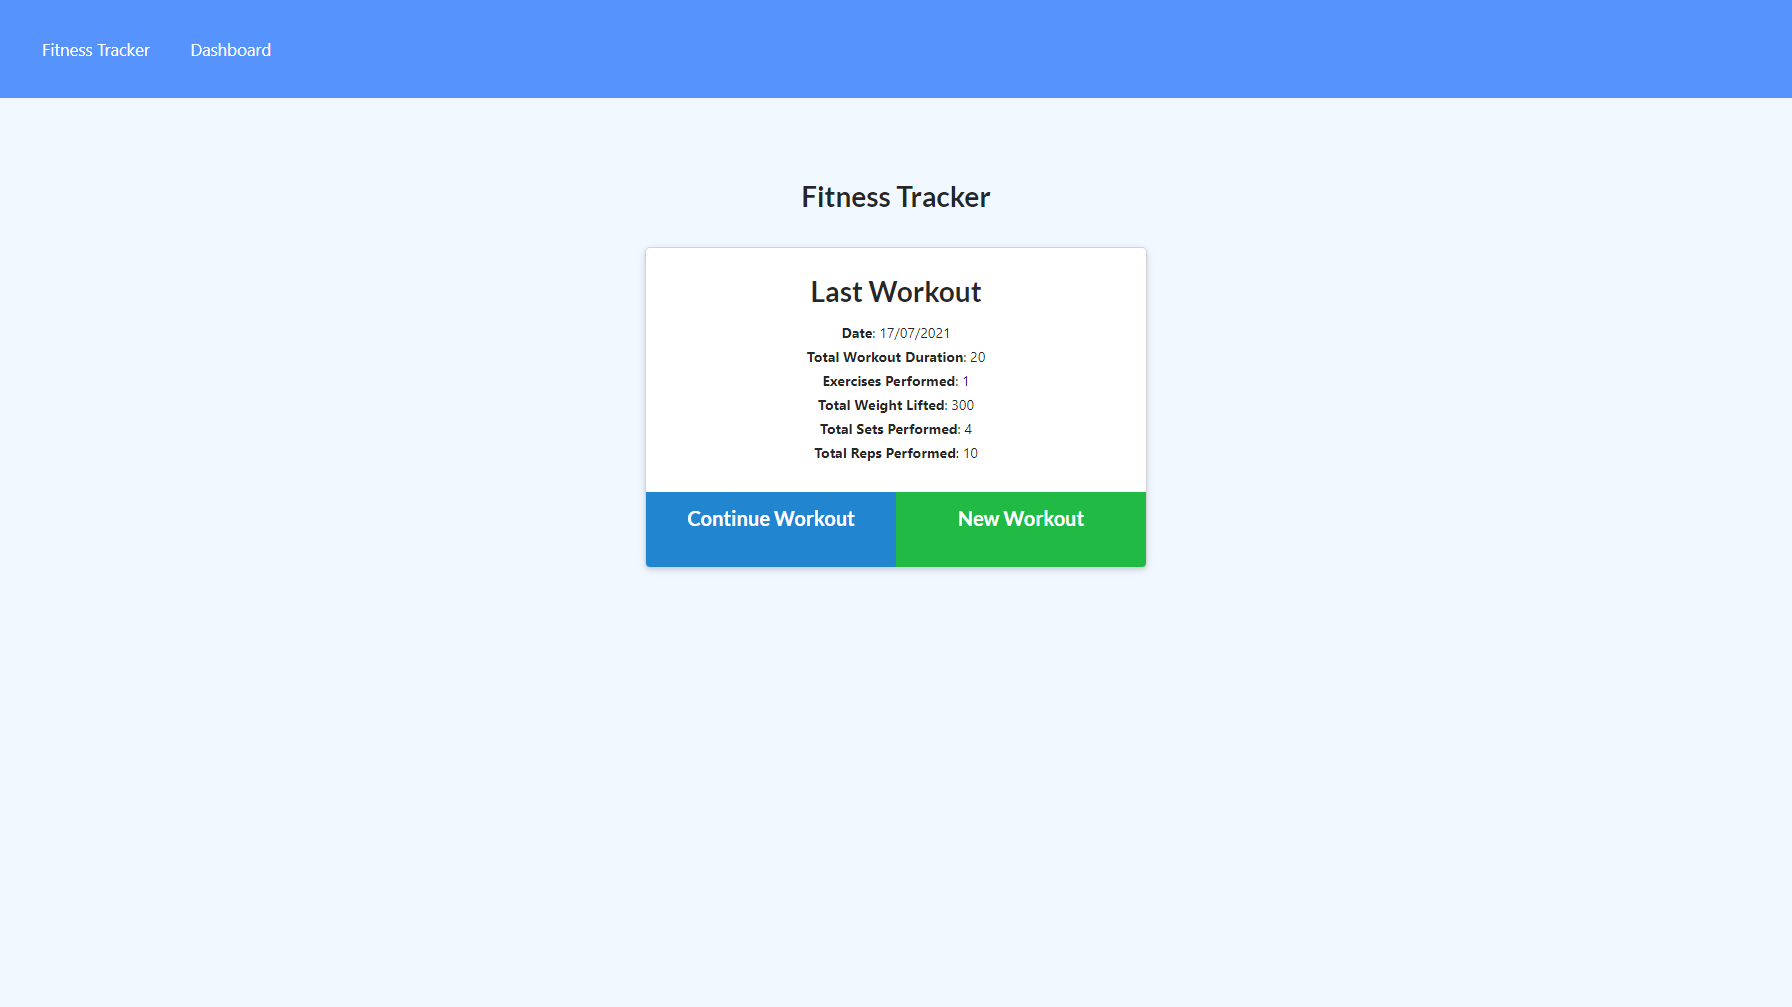 Fitness Tracker Dashboard
Fitness Tracker
Last Workout
Date: 17/07/2021
Total Workout Duration: 20
Exercises Performed: 1
Total Weight Lifted: 300
Total Sets Performed: 4
Total Reps Performed: 10
Continue Workout New Workout